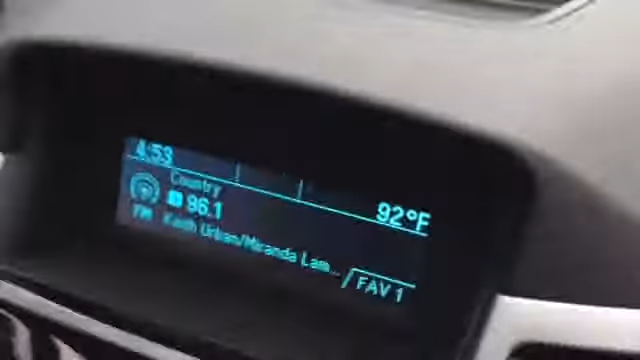 4:53
92°F
Country
96.1
FM
Keith Urban/Miranda Lam...
FAV 1